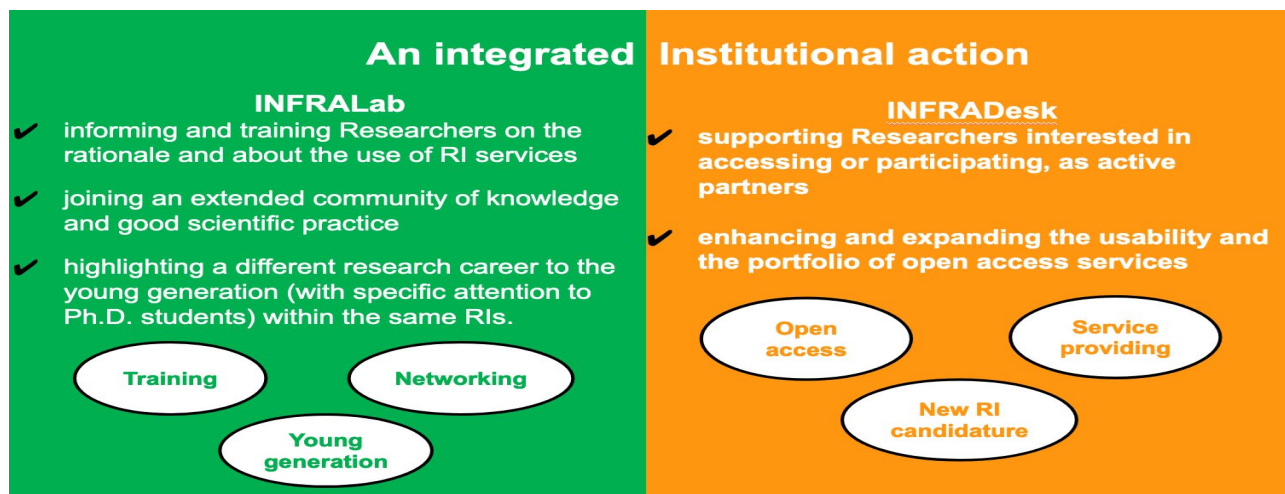 An integrated Institutional action
INFRALab
✔ informing and training Researchers on the
rationale and about the use of RI services
✔ joining an extended community of knowledge
and good scientific practice
✔ highlighting a different research career to the
young generation (with specific attention to
Ph.D. students) within the same RIs.
Training
Networking
Young
generation
INFRADesk
✔ supporting Researchers interested in
accessing or participating, as active
partners
✔ enhancing and expanding the usability and
the portfolio of open access services
Open
access
Service
providing
New RI
candidature